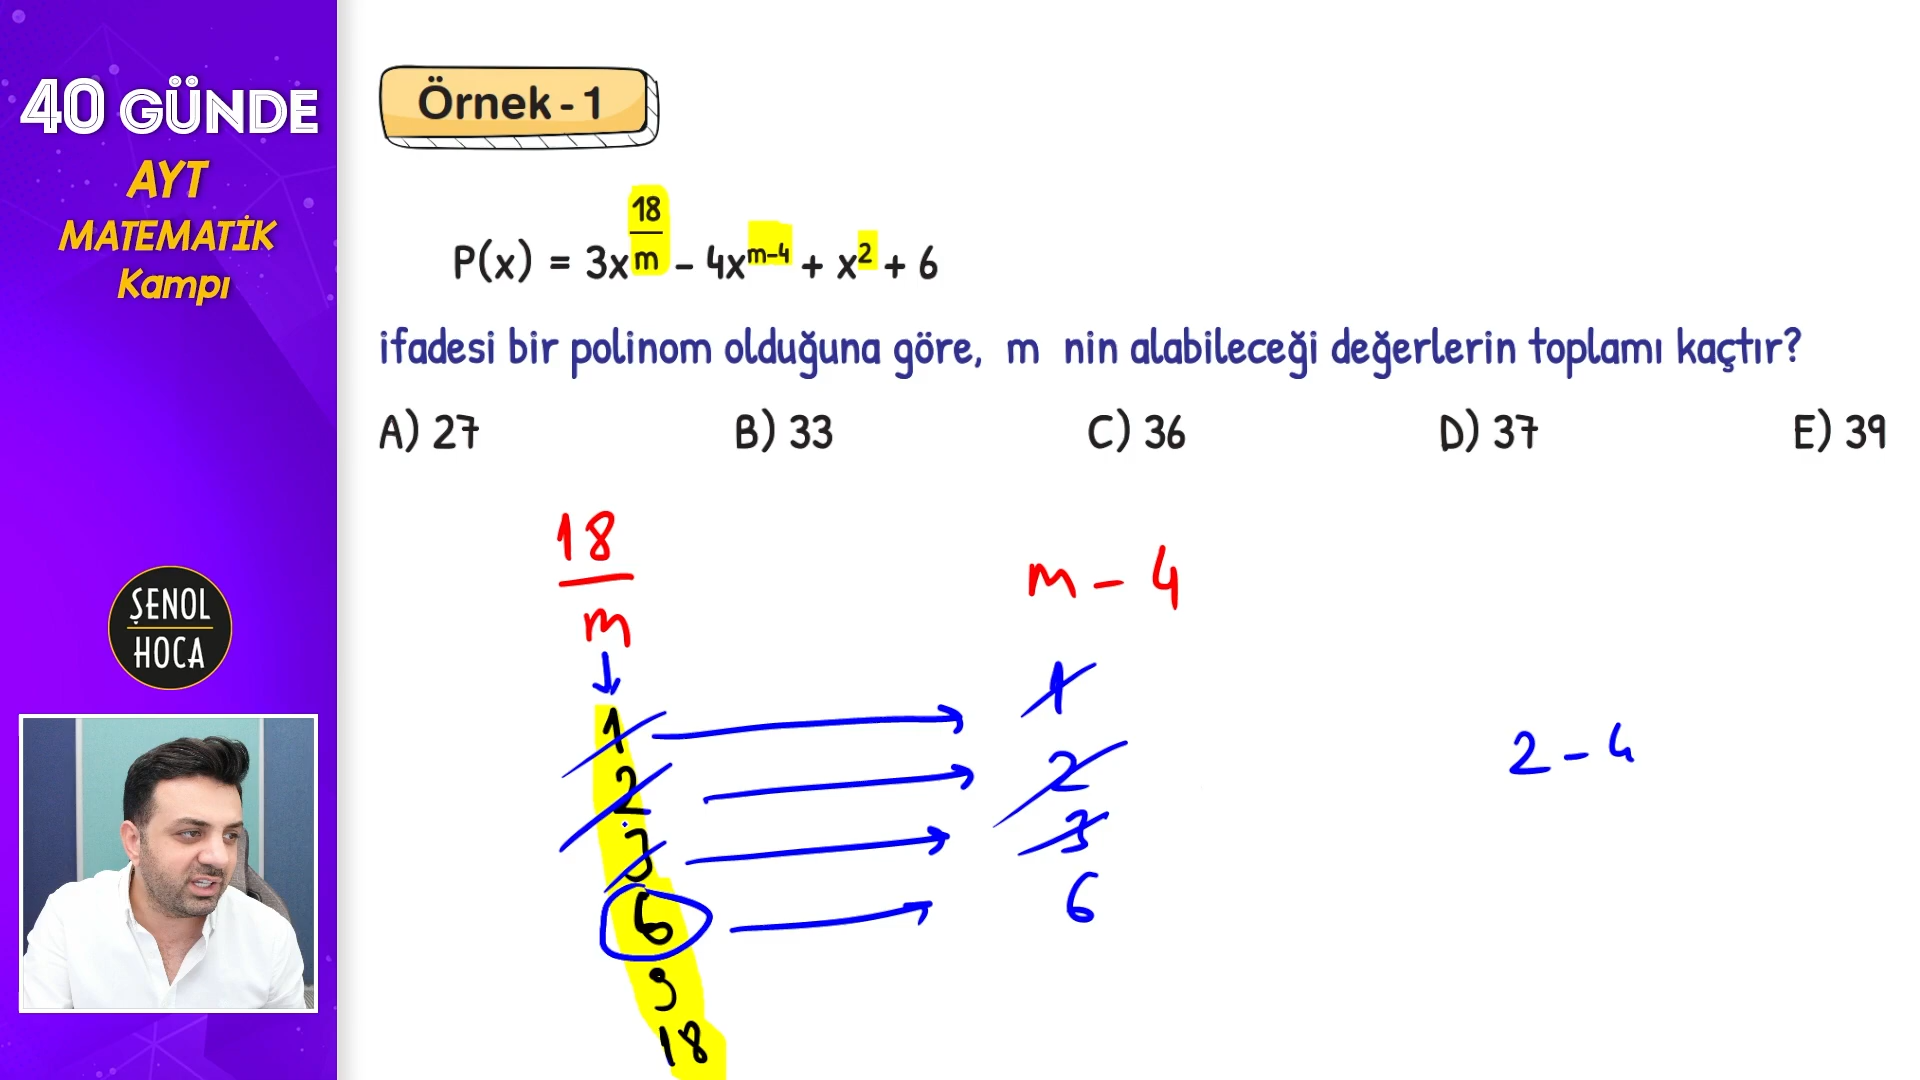 40 GÜNDE
AYT
MATEMATİK
Kampı
ŞENOL
HOCA
Örnek - 1
P(x) = 3x^(18/m) - 4x^(m-4) + x^2 + 6
ifadesi bir polinom olduğuna göre, m nin alabileceği değerlerin toplamı kaçtır?
A) 27 B) 33 C) 36 D) 37 E) 39
18/m m - 4
1 1
2 2 2 - 4
3 3
6 6
9
18